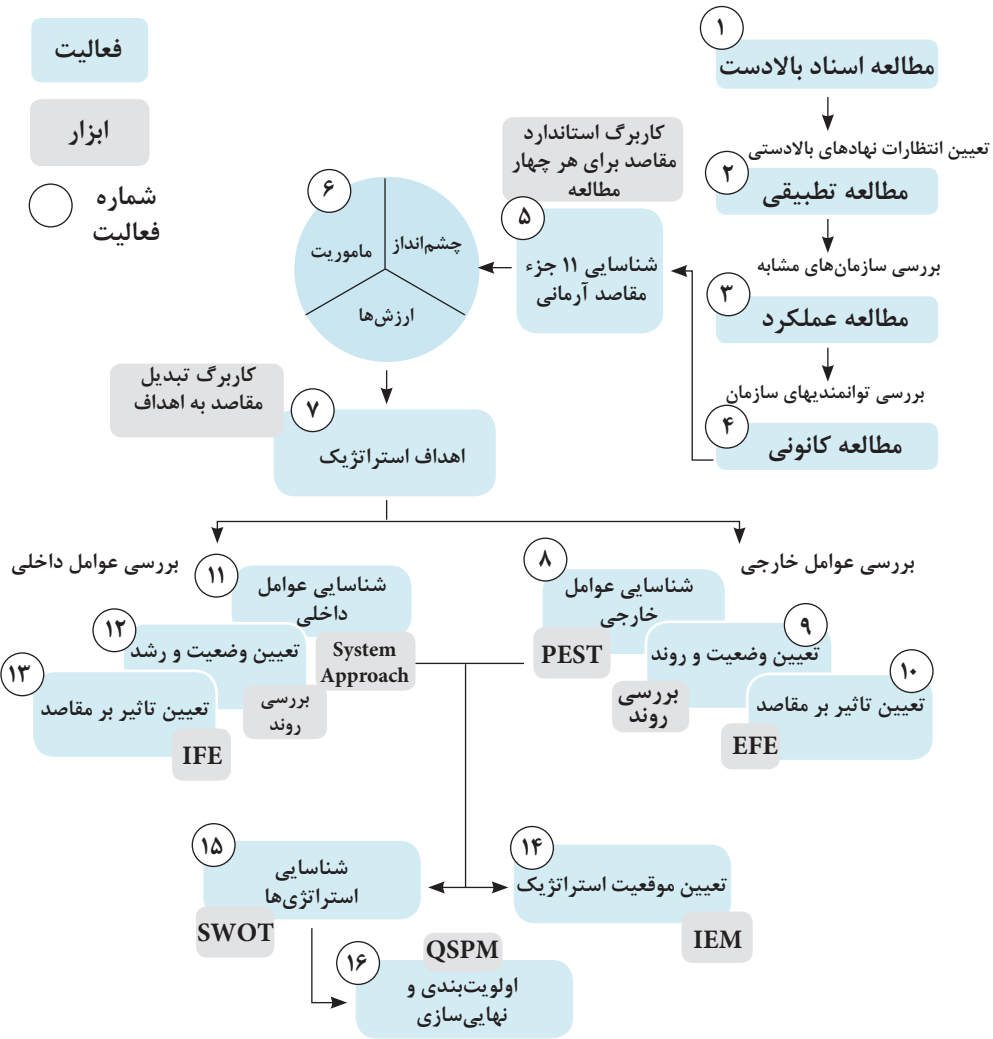 فعالیت
ابزار
شماره
فعالیت
۱
مطالعه اسناد بالادست
تعیین انتظارات نهادهای بالادستی
۲
مطالعه تطبیقی
بررسی سازمان‌های مشابه
۳
مطالعه عملکرد
بررسی توانمندیهای سازمان
۴
مطالعه کانونی
کاربرگ استاندارد
مقاصد برای هر چهار
مطالعه
۵
شناسایی ۱۱ جزء
مقاصد آرمانی
۶
چشم‌انداز
ماموریت
ارزش‌ها
کاربرگ تبدیل
مقاصد به اهداف
۷
اهداف استراتژیک
بررسی عوامل خارجی
۸
شناسایی عوامل
خارجی
PEST
۹
تعیین وضعیت و روند
بررسی
روند
۱۰
تعیین تاثیر بر مقاصد
EFE
بررسی عوامل داخلی
۱۱
شناسایی عوامل
داخلی
System
Approach
۱۲
تعیین وضعیت و رشد
بررسی
روند
۱۳
تعیین تاثیر بر مقاصد
IFE
۱۴
تعیین موقعیت استراتژیک
IEM
۱۵
شناسایی
استراتژی‌ها
SWOT
QSPM
۱۶
اولویت‌بندی و
نهایی‌سازی